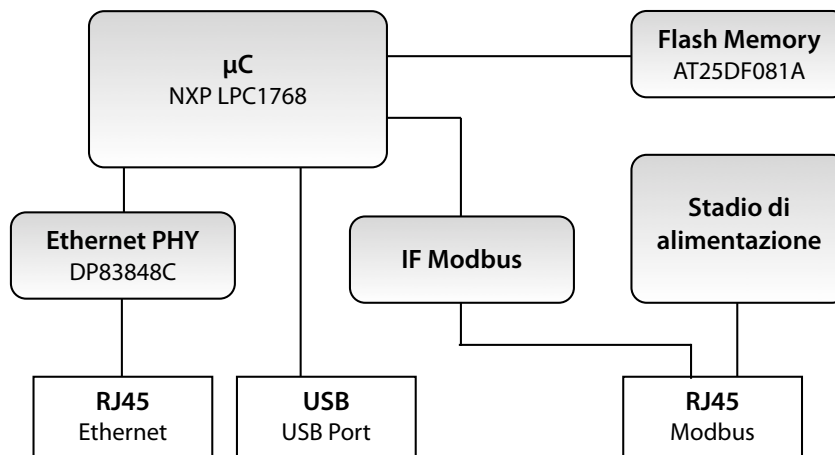 µC
NXP LPC1768
Flash Memory
AT25DF081A
Ethernet PHY
DP83848C
IF Modbus
Stadio di
alimentazione
RJ45
Ethernet
USB
USB Port
RJ45
Modbus